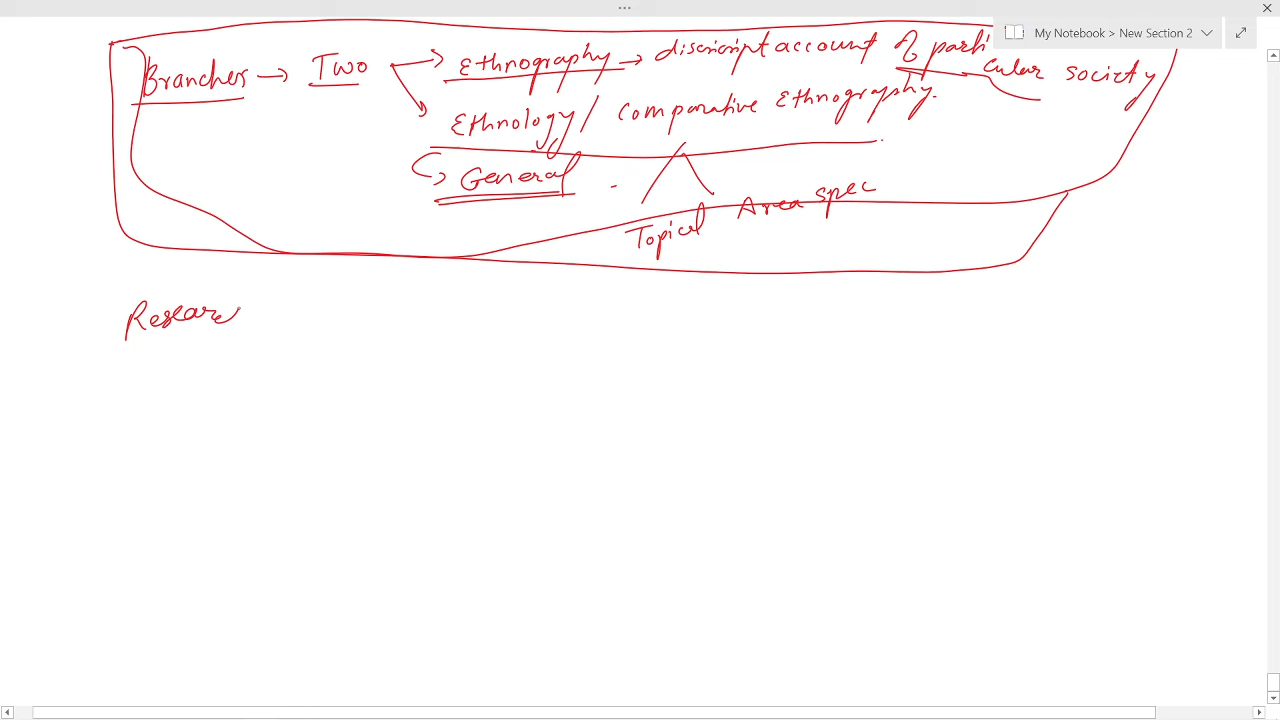 My Notebook > New Section 2
Branches → Two → Ethnography → discriptaccount of parti
cular society
Ethnology / comparative Ethnography.
General
Topical Area spec
Researc